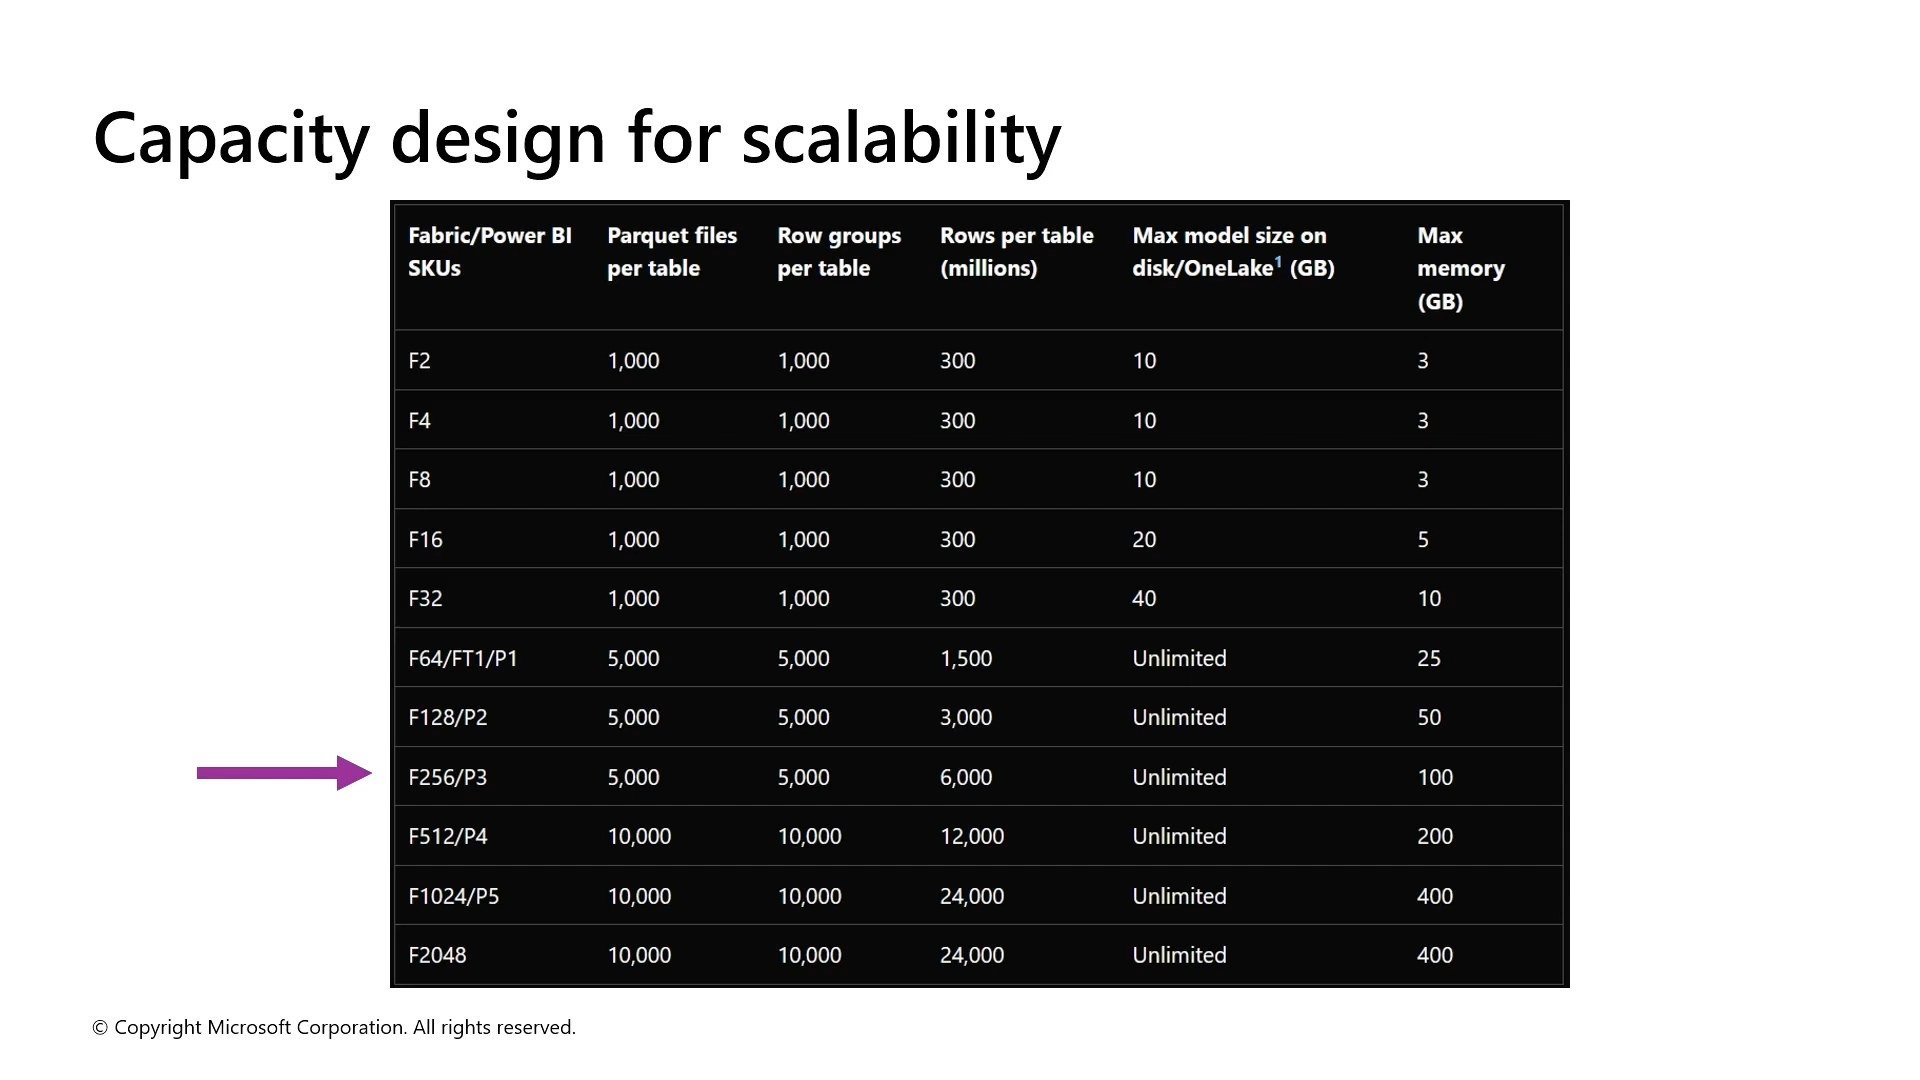 Capacity design for scalability
Fabric/Power BI SKUs Parquet files per table Row groups per table Rows per table (millions) Max model size on disk/OneLake¹ (GB) Max memory (GB)
F2 1,000 1,000 300 10 3
F4 1,000 1,000 300 10 3
F8 1,000 1,000 300 10 3
F16 1,000 1,000 300 20 5
F32 1,000 1,000 300 40 10
F64/FT1/P1 5,000 5,000 1,500 Unlimited 25
F128/P2 5,000 5,000 3,000 Unlimited 50
F256/P3 5,000 5,000 6,000 Unlimited 100
F512/P4 10,000 10,000 12,000 Unlimited 200
F1024/P5 10,000 10,000 24,000 Unlimited 400
F2048 10,000 10,000 24,000 Unlimited 400
© Copyright Microsoft Corporation. All rights reserved.